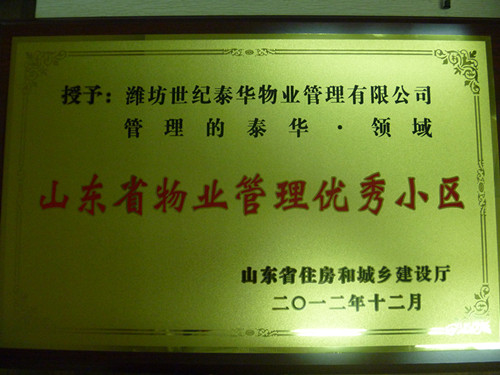 授予：潍坊世纪泰华物业管理有限公司
管理的泰华·领域
山东省物业管理优秀小区
山东省住房和城乡建设厅
二〇一二年十二月